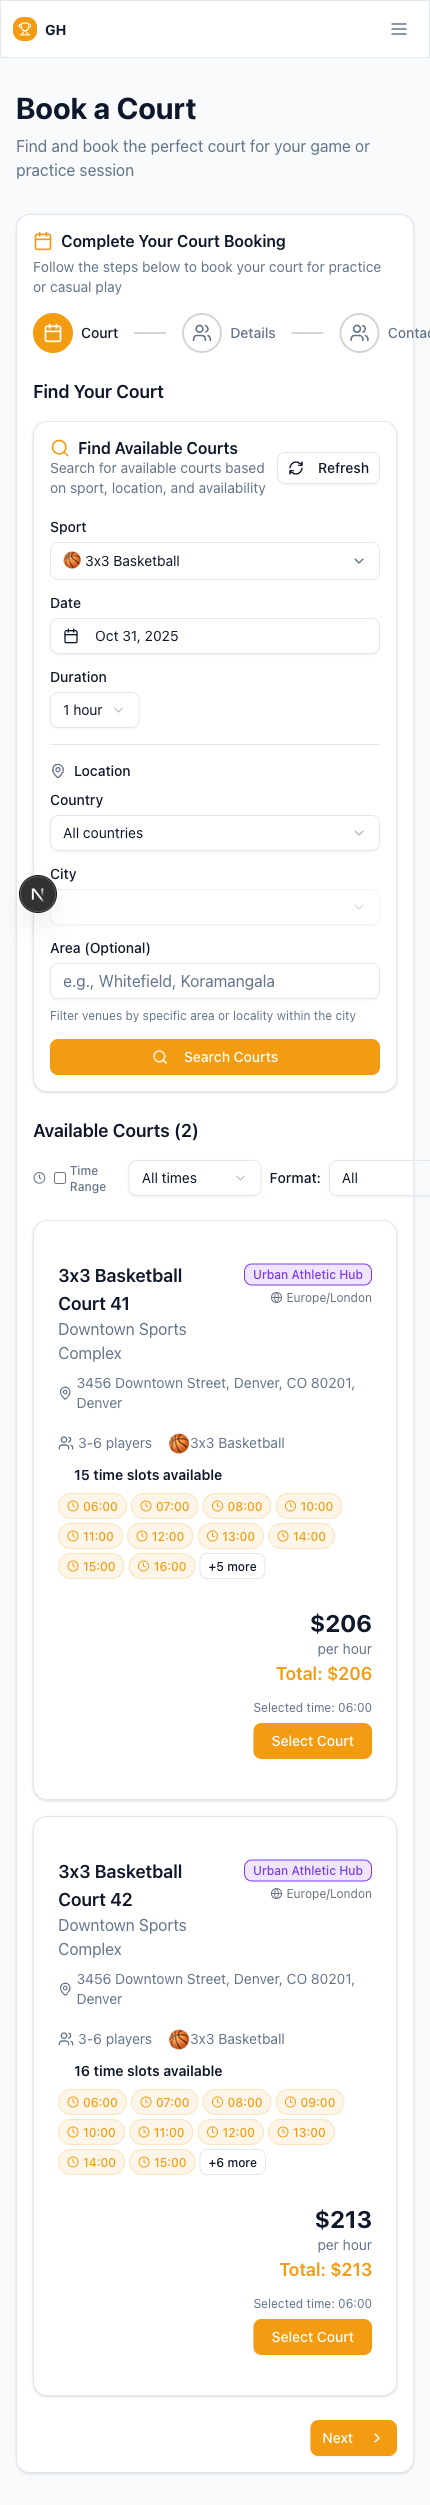 GH
Book a Court
Find and book the perfect court for your game or
practice session
Complete Your Court Booking
Follow the steps below to book your court for practice
or casual play
Court
Details
Contac
Find Your Court
Find Available Courts
Search for available courts based
on sport, location, and availability
Refresh
Sport
3x3 Basketball
Date
Oct 31, 2025
Duration
1 hour
Location
Country
All countries
City
N
Area (Optional)
e.g., Whitefield, Koramangala
Filter venues by specific area or locality within the city
Search Courts
Available Courts (2)
Time
Range
All times
Format:
All
3x3 Basketball
Court 41
Urban Athletic Hub
Europe/London
Downtown Sports
Complex
3456 Downtown Street, Denver, CO 80201,
Denver
3-6 players
3x3 Basketball
15 time slots available
06:00 07:00 08:00 10:00
11:00 12:00 13:00 14:00
15:00 16:00 +5 more
$206
per hour
Total: $206
Selected time: 06:00
Select Court
3x3 Basketball
Court 42
Urban Athletic Hub
Europe/London
Downtown Sports
Complex
3456 Downtown Street, Denver, CO 80201,
Denver
3-6 players
3x3 Basketball
16 time slots available
06:00 07:00 08:00 09:00
10:00 11:00 12:00 13:00
14:00 15:00 +6 more
$213
per hour
Total: $213
Selected time: 06:00
Select Court
Next